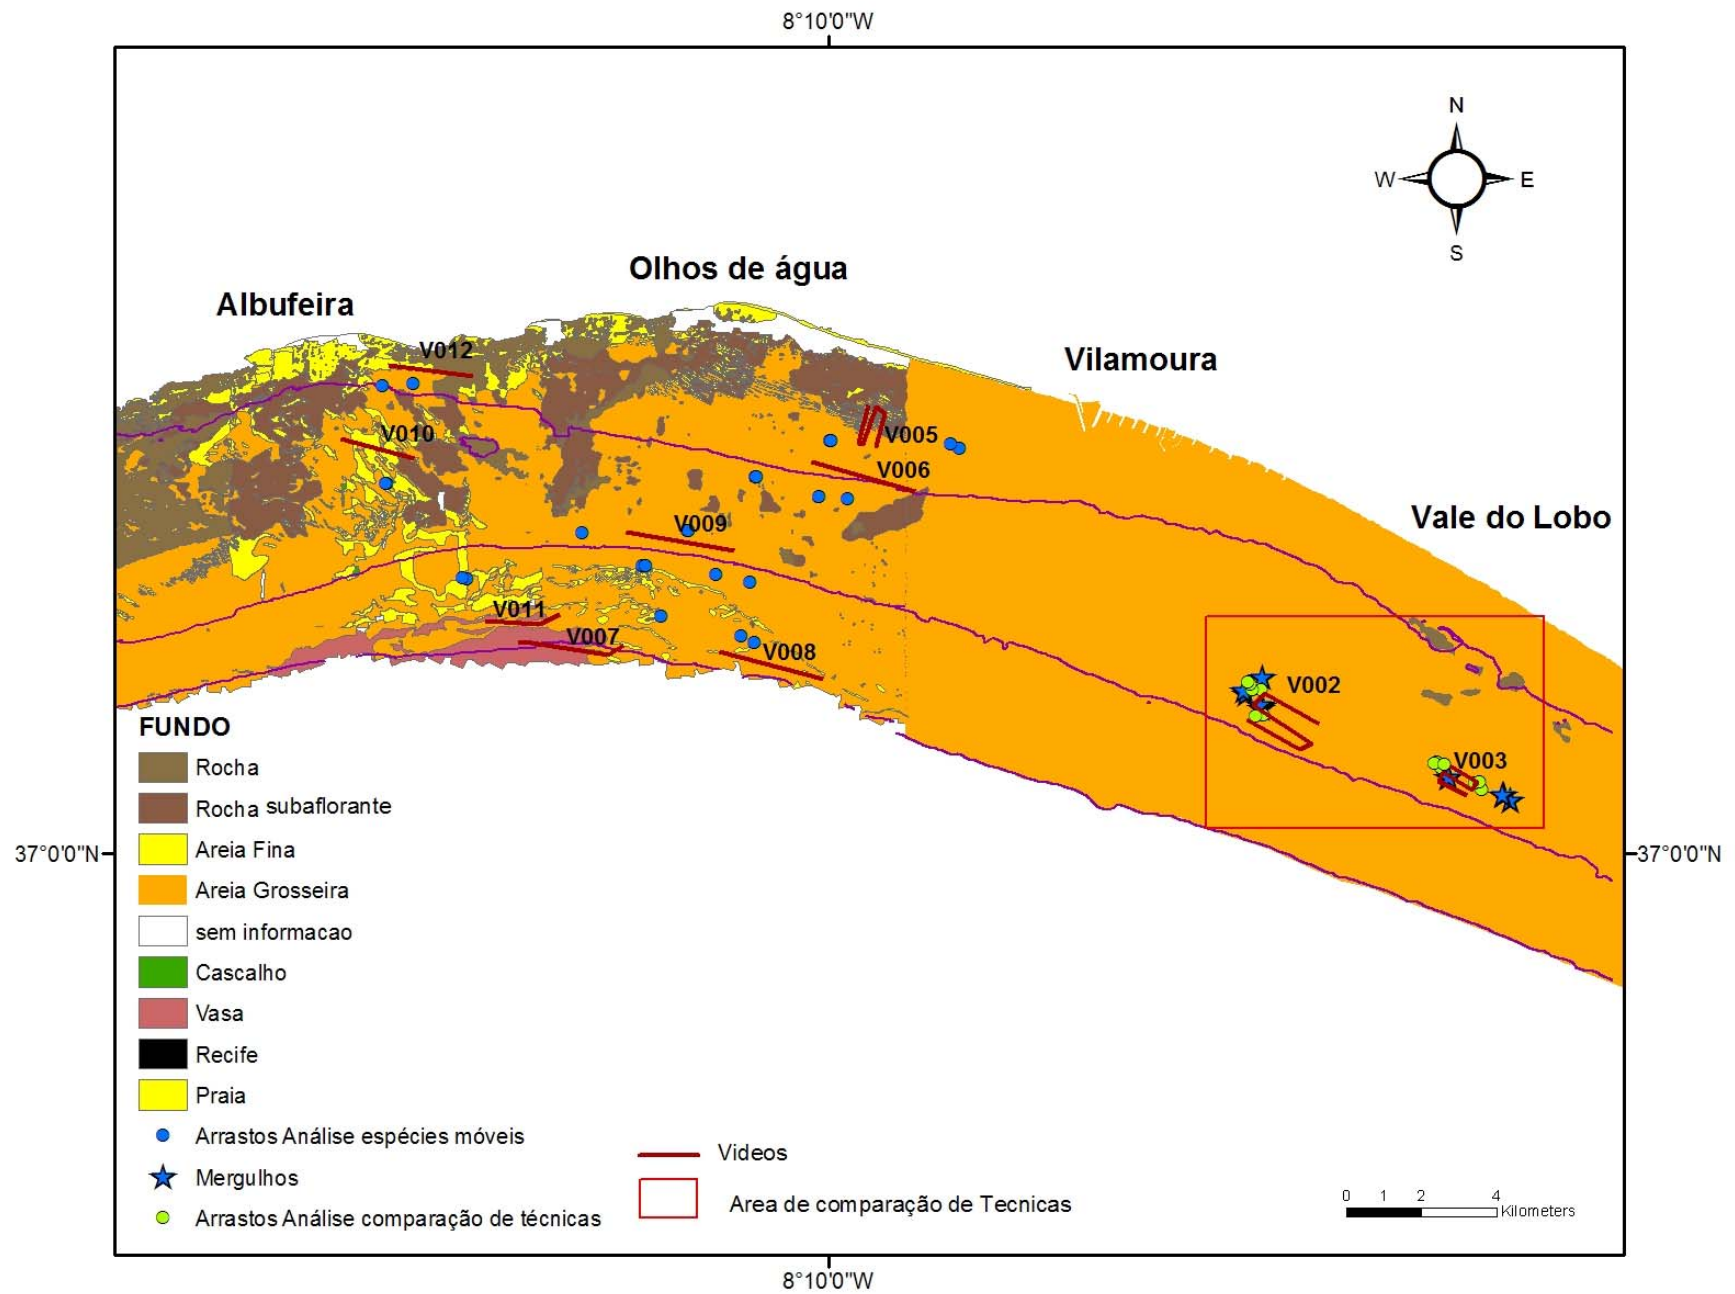 8°10'0"W
N
W
E
S
Olhos de água
Albufeira
Vilamoura
V012
V010
V005
V006
Vale do Lobo
V009
V011
V007
V008
V002
V003
37°0'0"N
37°0'0"N
FUNDO
Rocha
Rocha subaflorante
Areia Fina
Areia Grosseira
sem informacao
Cascalho
Vasa
Recife
Praia
Arrastos Análise espécies móveis
Mergulhos
Arrastos Análise comparação de técnicas
Videos
Area de comparação de Tecnicas
0 1 2 4
Kilometers
8°10'0"W